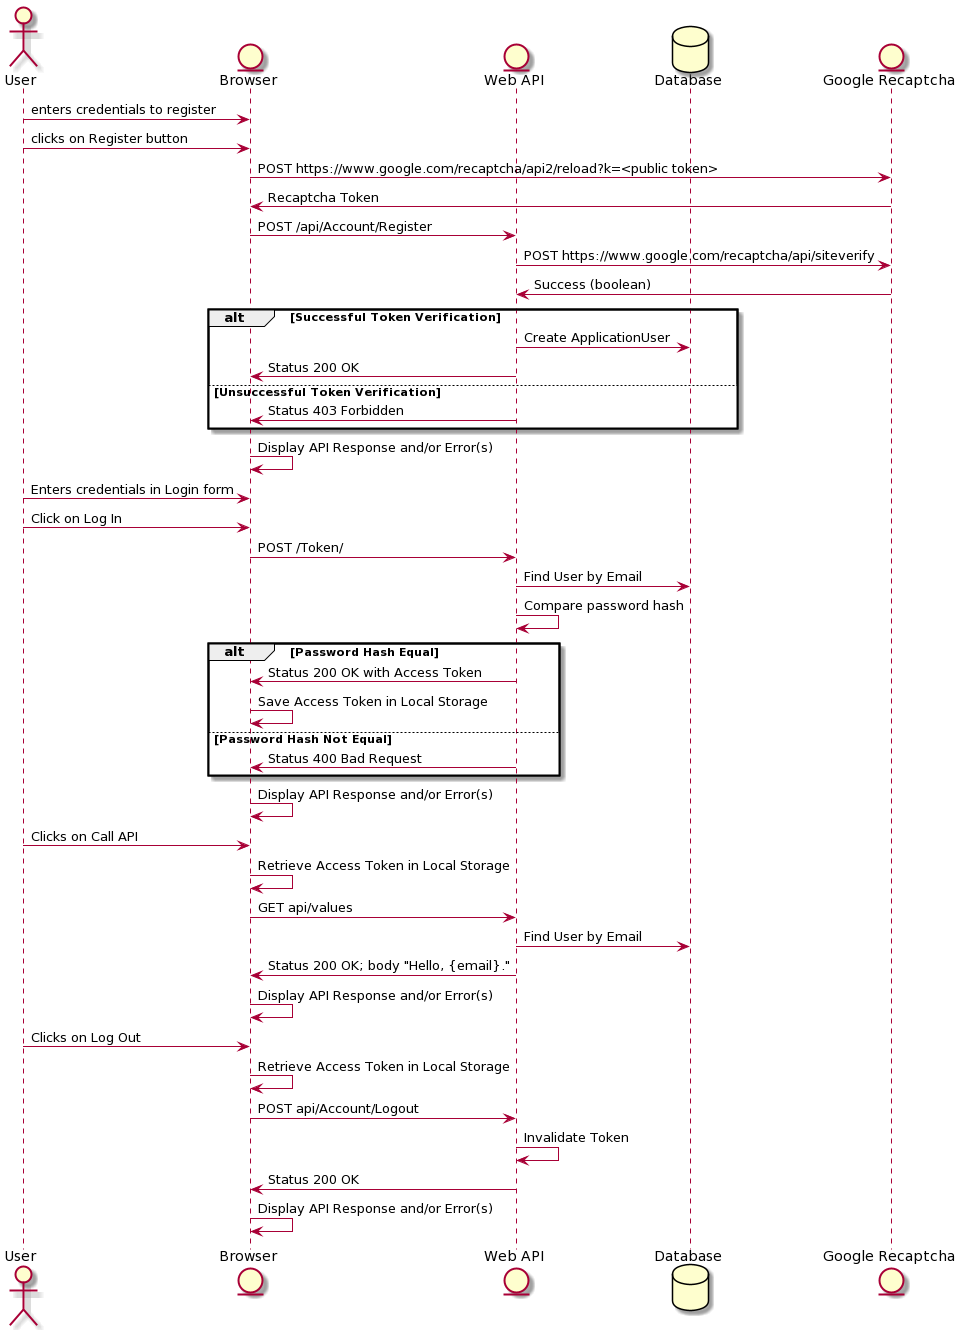 User
Browser
Web API
Database
Google Recaptcha
enters credentials to register
clicks on Register button
POST https://www.google.com/recaptcha/api2/reload?k=<public token>
Recaptcha Token
POST /api/Account/Register
POST https://www.google.com/recaptcha/api/siteverify
Success (boolean)
alt [Successful Token Verification]
Create ApplicationUser
Status 200 OK
[Unsuccessful Token Verification]
Status 403 Forbidden
Display API Response and/or Error(s)
Enters credentials in Login form
Click on Log In
POST /Token/
Find User by Email
Compare password hash
alt [Password Hash Equal]
Status 200 OK with Access Token
Save Access Token in Local Storage
[Password Hash Not Equal]
Status 400 Bad Request
Display API Response and/or Error(s)
Clicks on Call API
Retrieve Access Token in Local Storage
GET api/values
Find User by Email
Status 200 OK; body "Hello, {email}."
Display API Response and/or Error(s)
Clicks on Log Out
Retrieve Access Token in Local Storage
POST api/Account/Logout
Invalidate Token
Status 200 OK
Display API Response and/or Error(s)
User
Browser
Web API
Database
Google Recaptcha